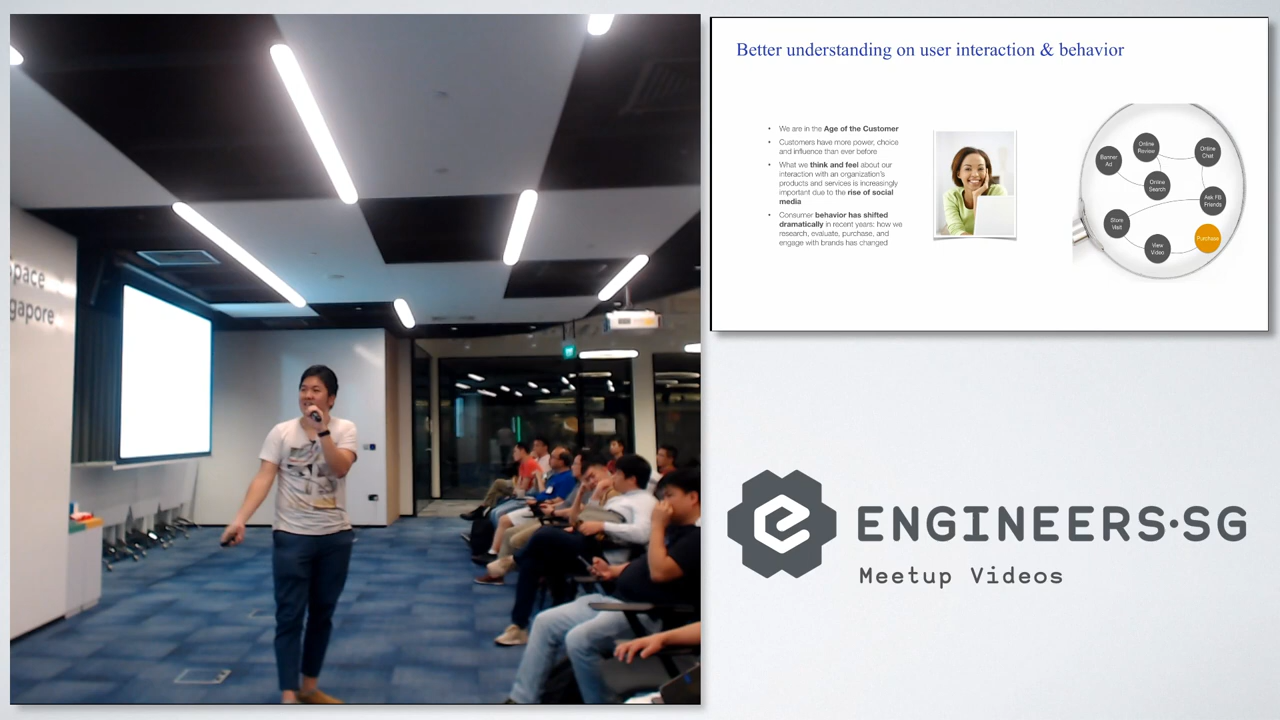 pace
gapore
Better understanding on user interaction & behavior
• We are in the Age of the Customer
• Customers have more power, choice
and influence than ever before
• What we think and feel about our
interaction with an organization's
products and services is increasingly
important due to the rise of social
media
• Consumer behavior has shifted
dramatically in recent years: how we
research, evaluate, purchase, and
engage with brands has changed
Banner
Ad
Online
Review
Online
Chat
Online
Search
Ask FB
Friends
Store
Visit
View
Video
Purchase
ENGINEERS·SG
Meetup Videos